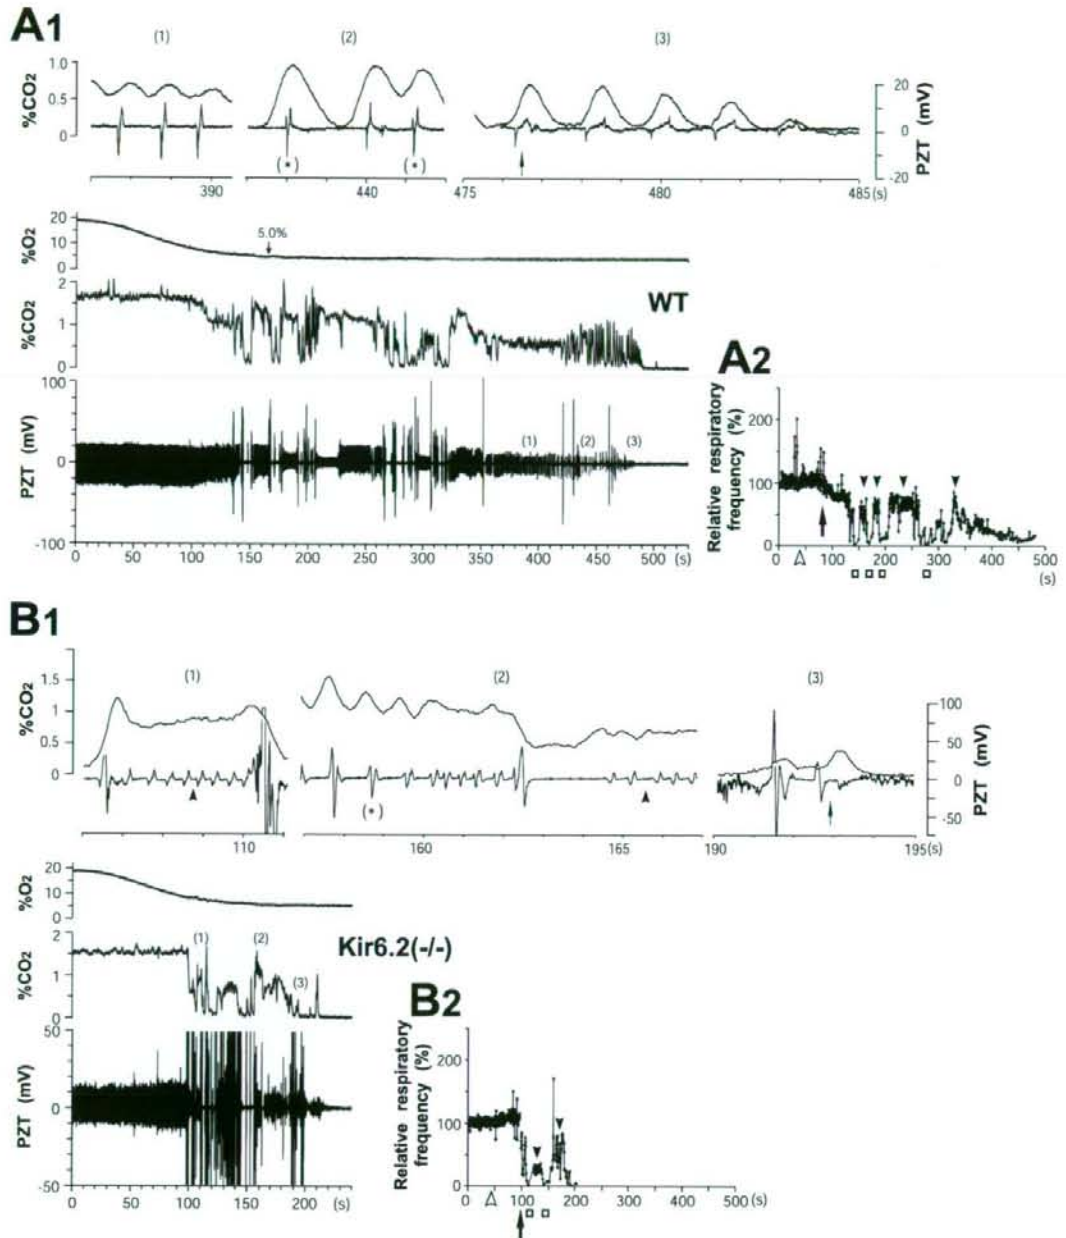 A1
(1) (2) (3)
%CO2
1.0
0.5
0
20
0
-20
PZT (mV)
(*) (*)
390 440 475 480 485(s)
%O2
20
10
0
5.0%
%CO2
2
1
0
WT
PZT (mV)
100
0
-100
(1) (2) (3)
0 50 100 150 200 250 300 350 400 450 500 (s)
A2
Relative respiratory
frequency (%)
200
100
0
0 100 200 300 400 500
(s)
B1
(1) (2) (3)
%CO2
1.5
1
0.5
0
100
50
0
-50
PZT (mV)
(*)
110 160 165 190 195(s)
%O2
20
10
0
%CO2
2
1
0
(1) (2) (3)
Kir6.2(-/-)
PZT (mV)
50
0
-50
0 50 100 150 200 (s)
B2
Relative respiratory
frequency (%)
200
100
0
0 100 200 300 400 500 (s)